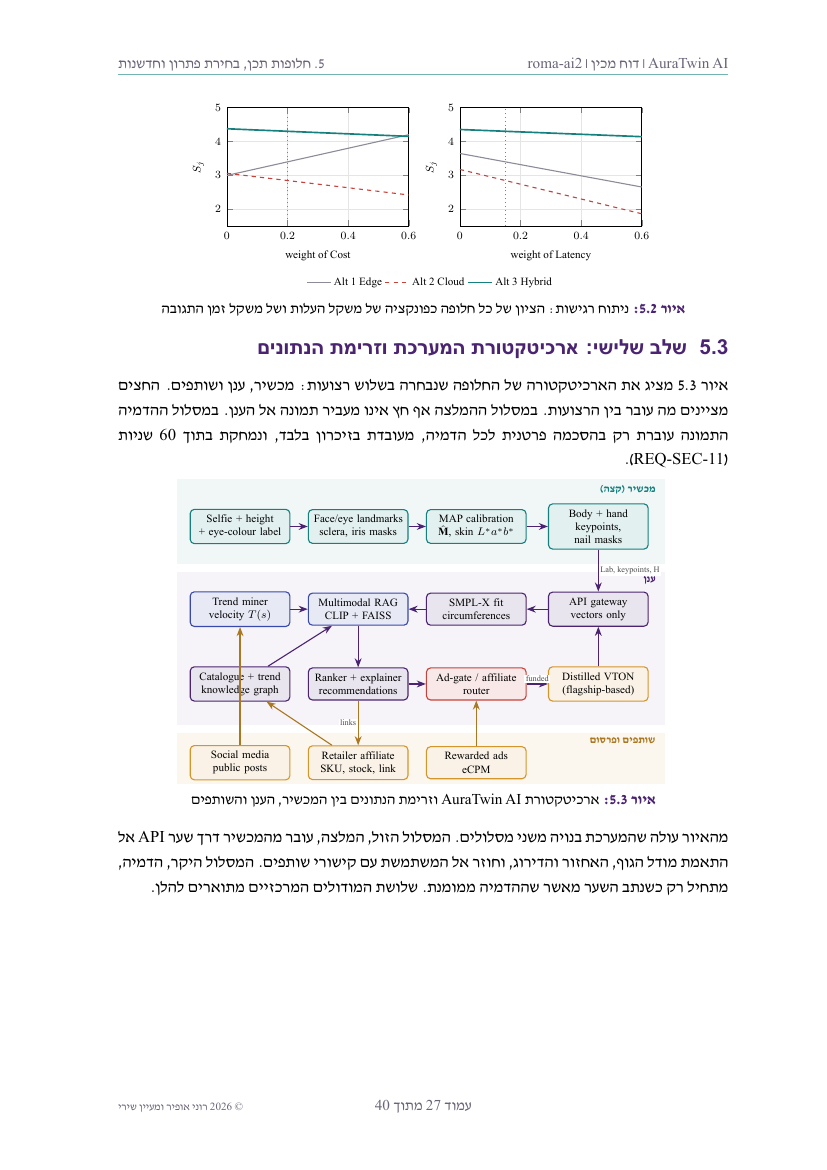 AuraTwin AI | דוח מכין | roma-ai2
5. חלופות תכן, בחירת פתרון וחדשנות
5
4
3
2
S_j
0 0.2 0.4 0.6
weight of Cost
5
4
3
2
S_j
0 0.2 0.4 0.6
weight of Latency
Alt 1 Edge Alt 2 Cloud Alt 3 Hybrid
איור 5.2: ניתוח רגישות: הציון של כל חלופה כפונקציה של משקל העלות ושל משקל זמן התגובה
5.3 שלב שלישי: ארכיטקטורת המערכת וזרימת הנתונים
איור 5.3 מציג את הארכיטקטורה של החלופה שנבחרה בשלוש רצועות: מכשיר, ענן ושותפים. החצים
מציינים מה עובר בין הרצועות. במסלול ההמלצה אף חץ אינו מעביר תמונה אל הענן. במסלול ההדמיה
התמונה עוברת רק בהסכמה פרטנית לכל הדמיה, מעובדת בזיכרון בלבד, ונמחקת בתוך 60 שניות
(REQ-SEC-11).
מכשיר (קצה)
Selfie + height
+ eye-colour label
Face/eye landmarks
sclera, iris masks
MAP calibration
M̂, skin L*a*b*
Body + hand
keypoints,
nail masks
Lab, keypoints, H
ענן
Trend miner
velocity T(s)
Multimodal RAG
CLIP + FAISS
SMPL-X fit
circumferences
API gateway
vectors only
Catalogue + trend
knowledge graph
Ranker + explainer
recommendations
Ad-gate / affiliate
router
funded
Distilled VTON
(flagship-based)
links
שותפים ופרסום
Social media
public posts
Retailer affiliate
SKU, stock, link
Rewarded ads
eCPM
איור 5.3: ארכיטקטורת AuraTwin AI וזרימת הנתונים בין המכשיר, הענן והשותפים
מהאיור עולה שהמערכת בנויה משני מסלולים. המסלול הזול, המלצה, עובר מהמכשיר דרך שער API אל
התאמת מודל הגוף, האחזור והדירוג, וחוזר אל המשתמשת עם קישורי שותפים. המסלול היקר, הדמיה,
מתחיל רק כשנתב השער מאשר שההדמיה ממומנת. שלושת המודולים המרכזיים מתוארים להלן.
עמוד 27 מתוך 40
© 2026 רוני אופיר ומעיין שירי